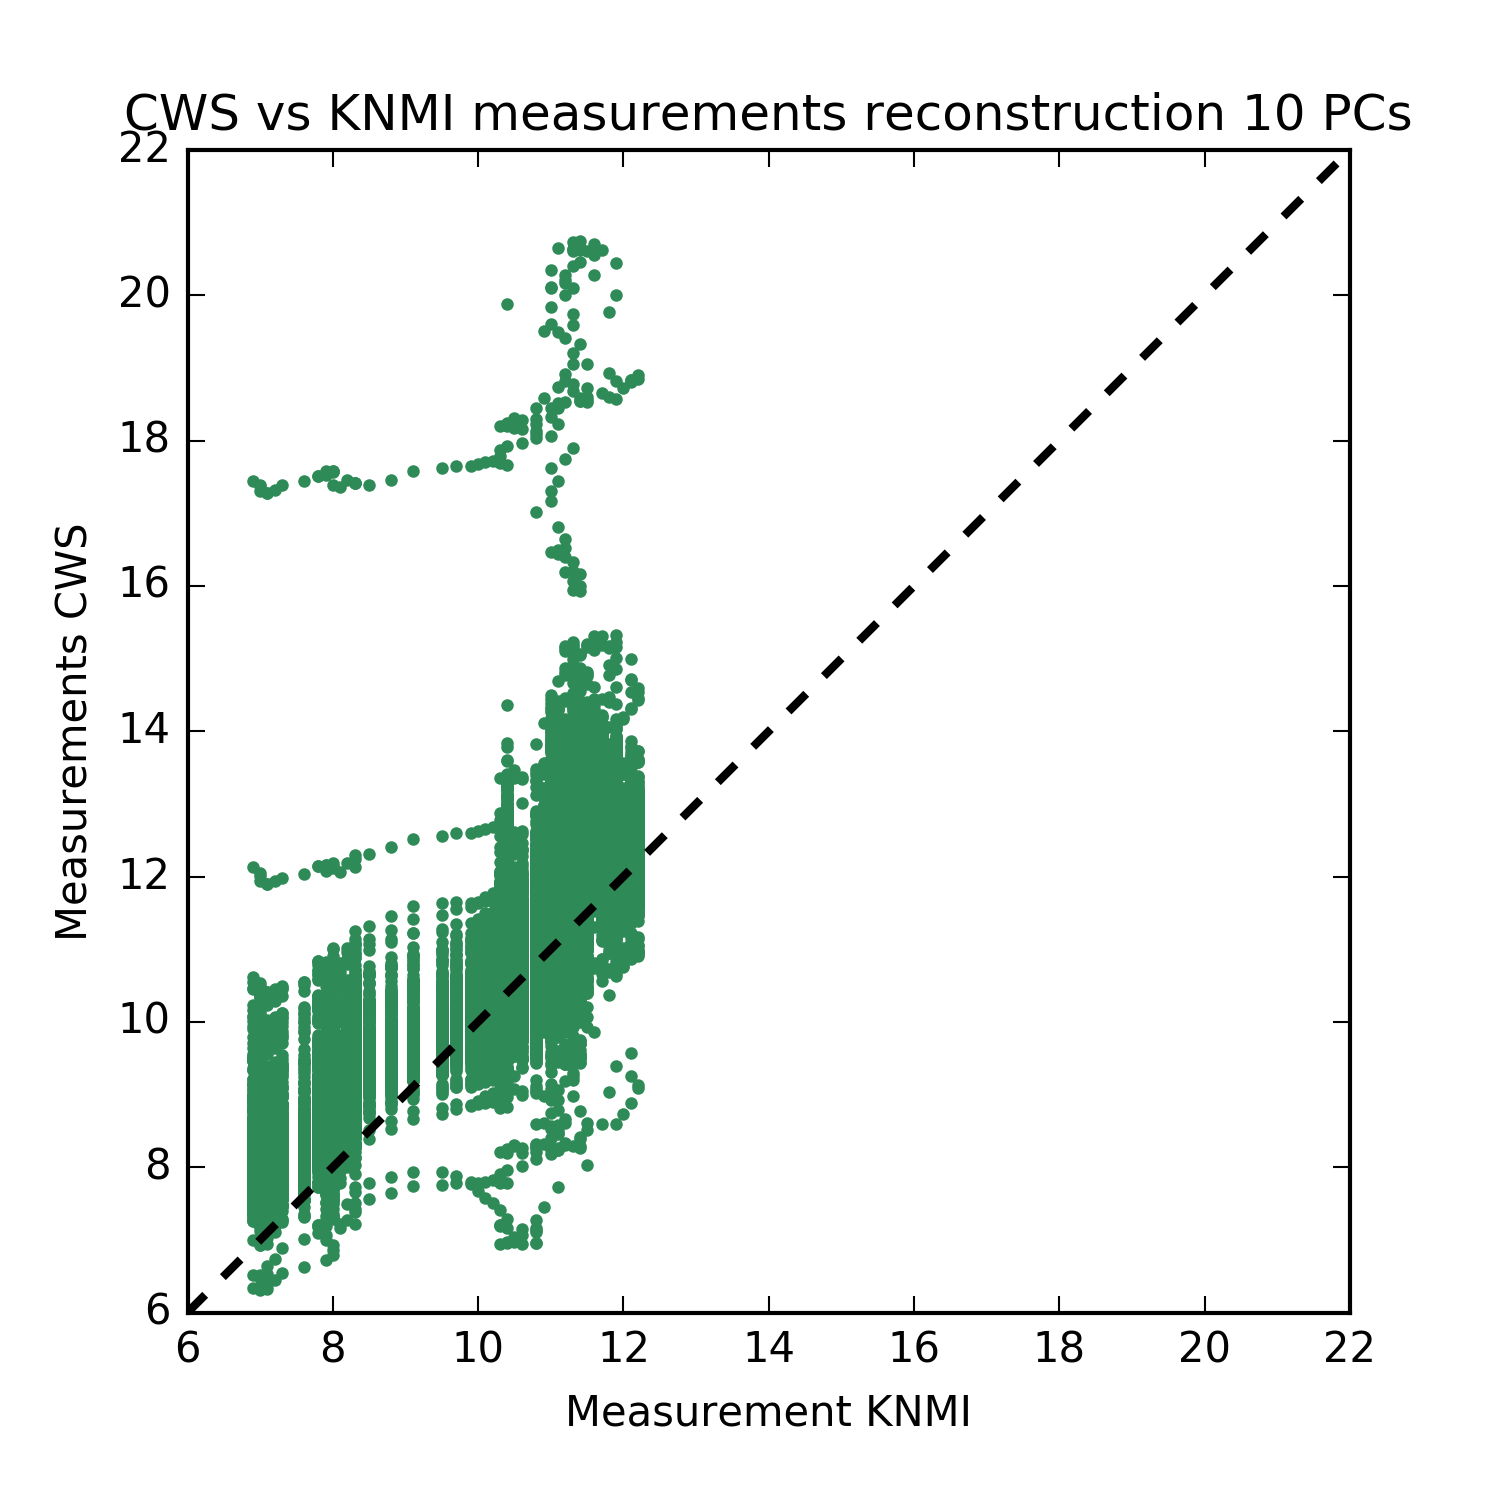 CWS vs KNMI measurements reconstruction 10 PCs
22
20
18
16
14
12
10
8
6
Measurements CWS
6 8 10 12 14 16 18 20 22
Measurement KNMI